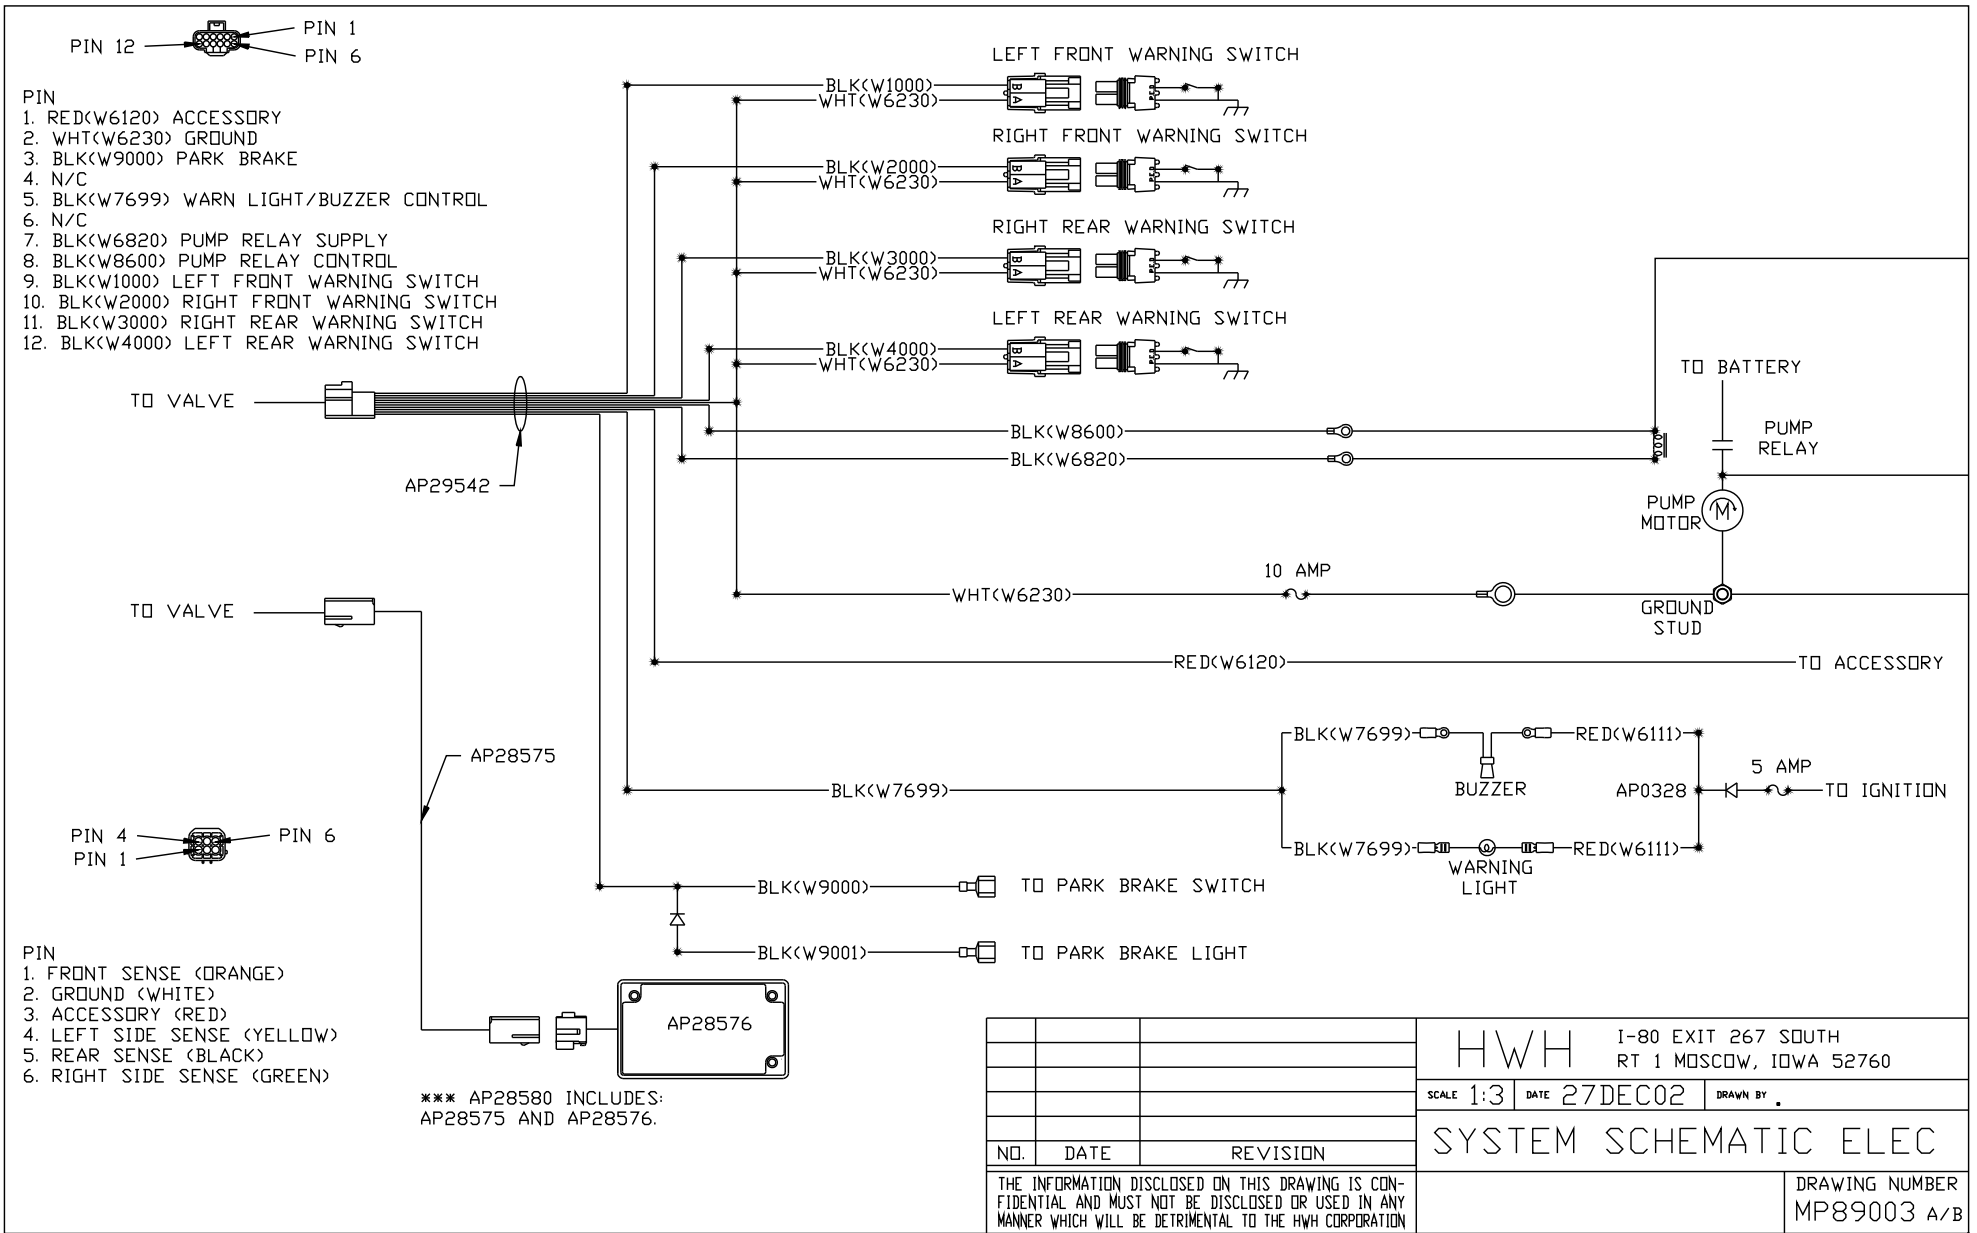 PIN 1
PIN 12
PIN 6
PIN
1. RED(W6120) ACCESSORY
2. WHT(W6230) GROUND
3. BLK(W9000) PARK BRAKE
4. N/C
5. BLK(W7699) WARN LIGHT/BUZZER CONTROL
6. N/C
7. BLK(W6820) PUMP RELAY SUPPLY
8. BLK(W8600) PUMP RELAY CONTROL
9. BLK(W1000) LEFT FRONT WARNING SWITCH
10. BLK(W2000) RIGHT FRONT WARNING SWITCH
11. BLK(W3000) RIGHT REAR WARNING SWITCH
12. BLK(W4000) LEFT REAR WARNING SWITCH
TO VALVE
AP29542
LEFT FRONT WARNING SWITCH
BLK(W1000)
WHT(W6230)
B
A
RIGHT FRONT WARNING SWITCH
BLK(W2000)
WHT(W6230)
B
A
RIGHT REAR WARNING SWITCH
BLK(W3000)
WHT(W6230)
B
A
LEFT REAR WARNING SWITCH
BLK(W4000)
WHT(W6230)
B
A
BLK(W8600)
BLK(W6820)
TO BATTERY
PUMP
RELAY
PUMP
MOTOR
M
10 AMP
WHT(W6230)
GROUND
STUD
RED(W6120)
TO ACCESSORY
TO VALVE
AP28575
BLK(W7699)
BLK(W7699)
RED(W6111)
BUZZER
AP0328
5 AMP
TO IGNITION
BLK(W7699)
RED(W6111)
WARNING
LIGHT
PIN 4
PIN 6
PIN 1
BLK(W9000)
TO PARK BRAKE SWITCH
BLK(W9001)
TO PARK BRAKE LIGHT
PIN
1. FRONT SENSE (ORANGE)
2. GROUND (WHITE)
3. ACCESSORY (RED)
4. LEFT SIDE SENSE (YELLOW)
5. REAR SENSE (BLACK)
6. RIGHT SIDE SENSE (GREEN)
AP28576
*** AP28580 INCLUDES:
AP28575 AND AP28576.
NO. DATE REVISION
THE INFORMATION DISCLOSED ON THIS DRAWING IS CON-
FIDENTIAL AND MUST NOT BE DISCLOSED OR USED IN ANY
MANNER WHICH WILL BE DETRIMENTAL TO THE HWH CORPORATION
HWH
I-80 EXIT 267 SOUTH
RT 1 MOSCOW, IOWA 52760
SCALE 1:3 DATE 27DEC02 DRAWN BY .
SYSTEM SCHEMATIC ELEC
DRAWING NUMBER
MP89003 A/B